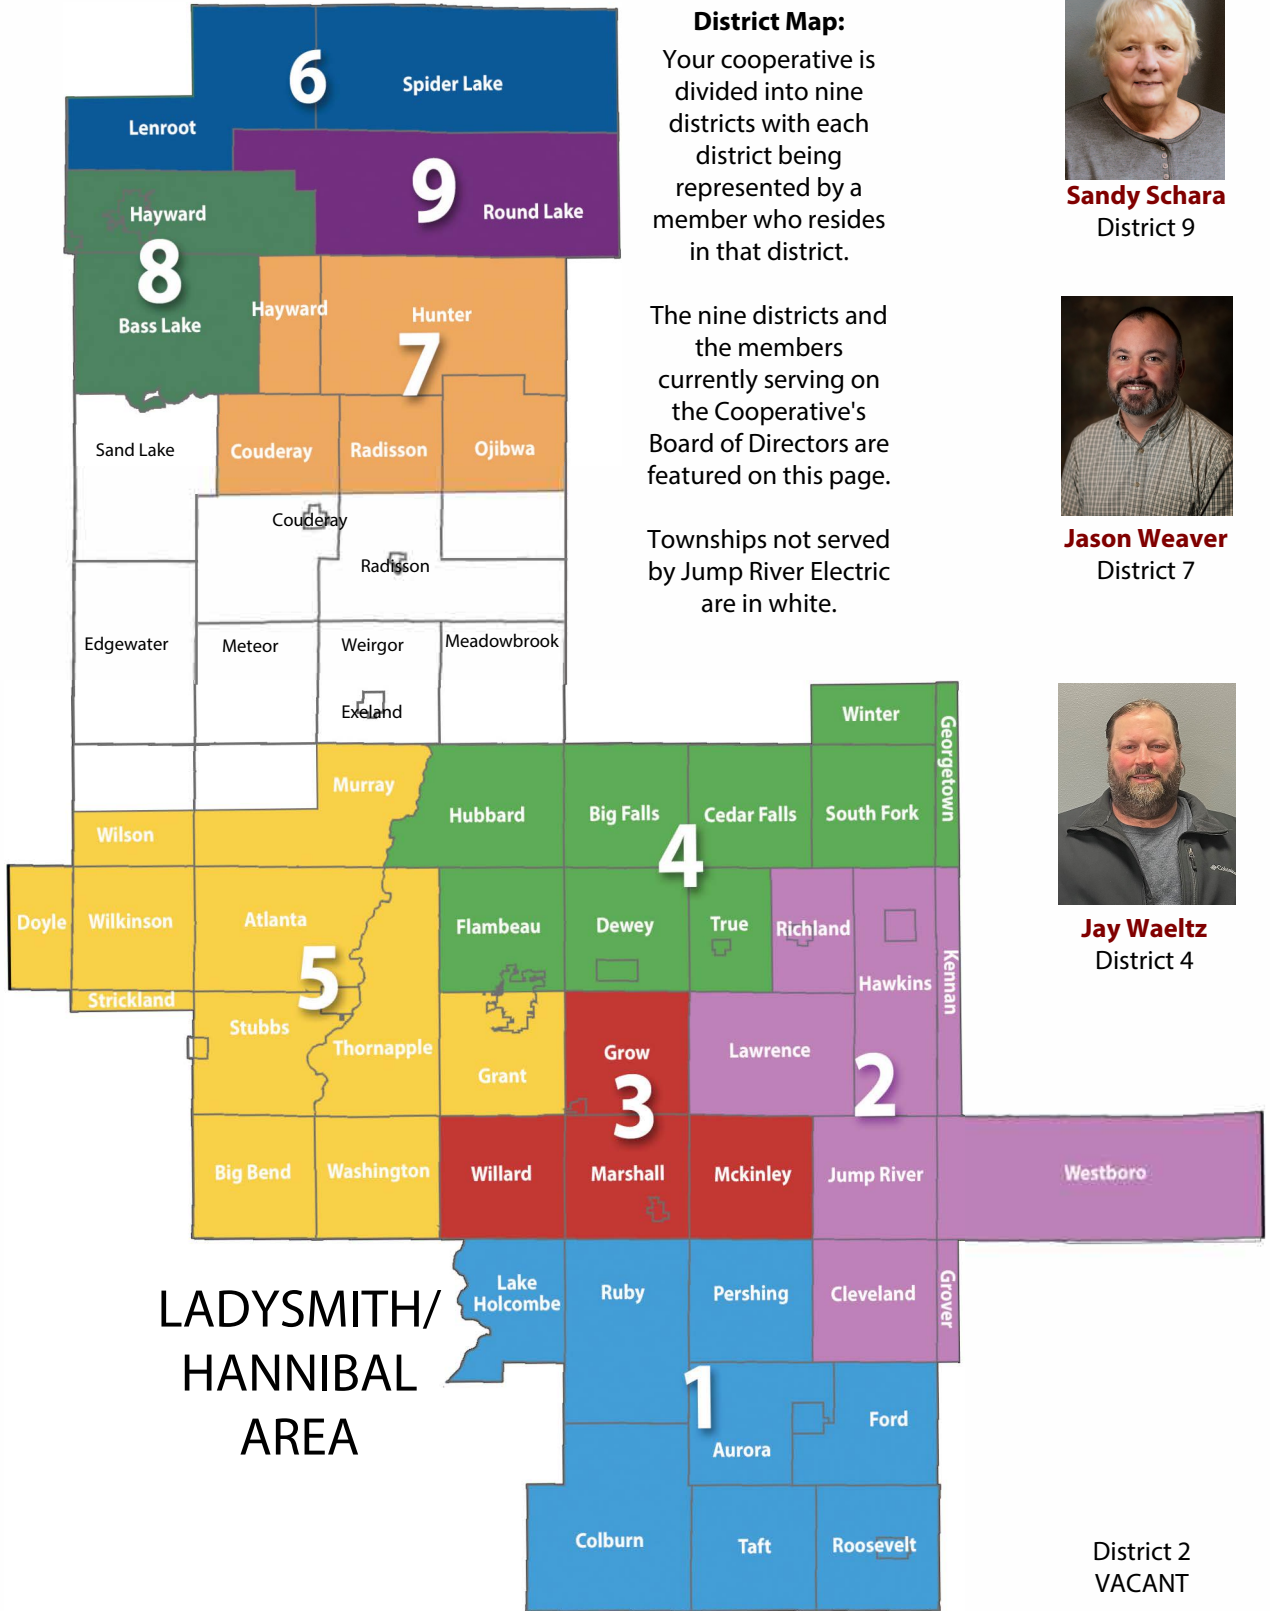 District Map:
Your cooperative is
divided into nine
districts with each
district being
represented by a
member who resides
in that district.
The nine districts and
the members
currently serving on
the Cooperative's
Board of Directors are
featured on this page.
Townships not served
by Jump River Electric
are in white.
Sandy Schara
District 9
Jason Weaver
District 7
Jay Waeltz
District 4
District 2
VACANT
6
Spider Lake
Lenroot
9
Round Lake
Hayward
8
Bass Lake
Hayward
Hunter
7
Sand Lake
Couderay
Radisson
Ojibwa
Couderay
Radisson
Edgewater
Meteor
Weirgor
Meadowbrook
Exeland
Winter
Georgetown
Murray
Hubbard
Big Falls
Cedar Falls
South Fork
Wilson
4
Doyle
Wilkinson
Atlanta
Flambeau
Dewey
True
Richland
Hawkins
Kennan
5
Strickland
Stubbs
Thornapple
Grant
Grow
Lawrence
3
2
Big Bend
Washington
Willard
Marshall
Mckinley
Jump River
Westboro
Lake
Holcombe
Ruby
Pershing
Cleveland
Grover
LADYSMITH/
HANNIBAL
AREA
1
Ford
Aurora
Colburn
Taft
Roosevelt